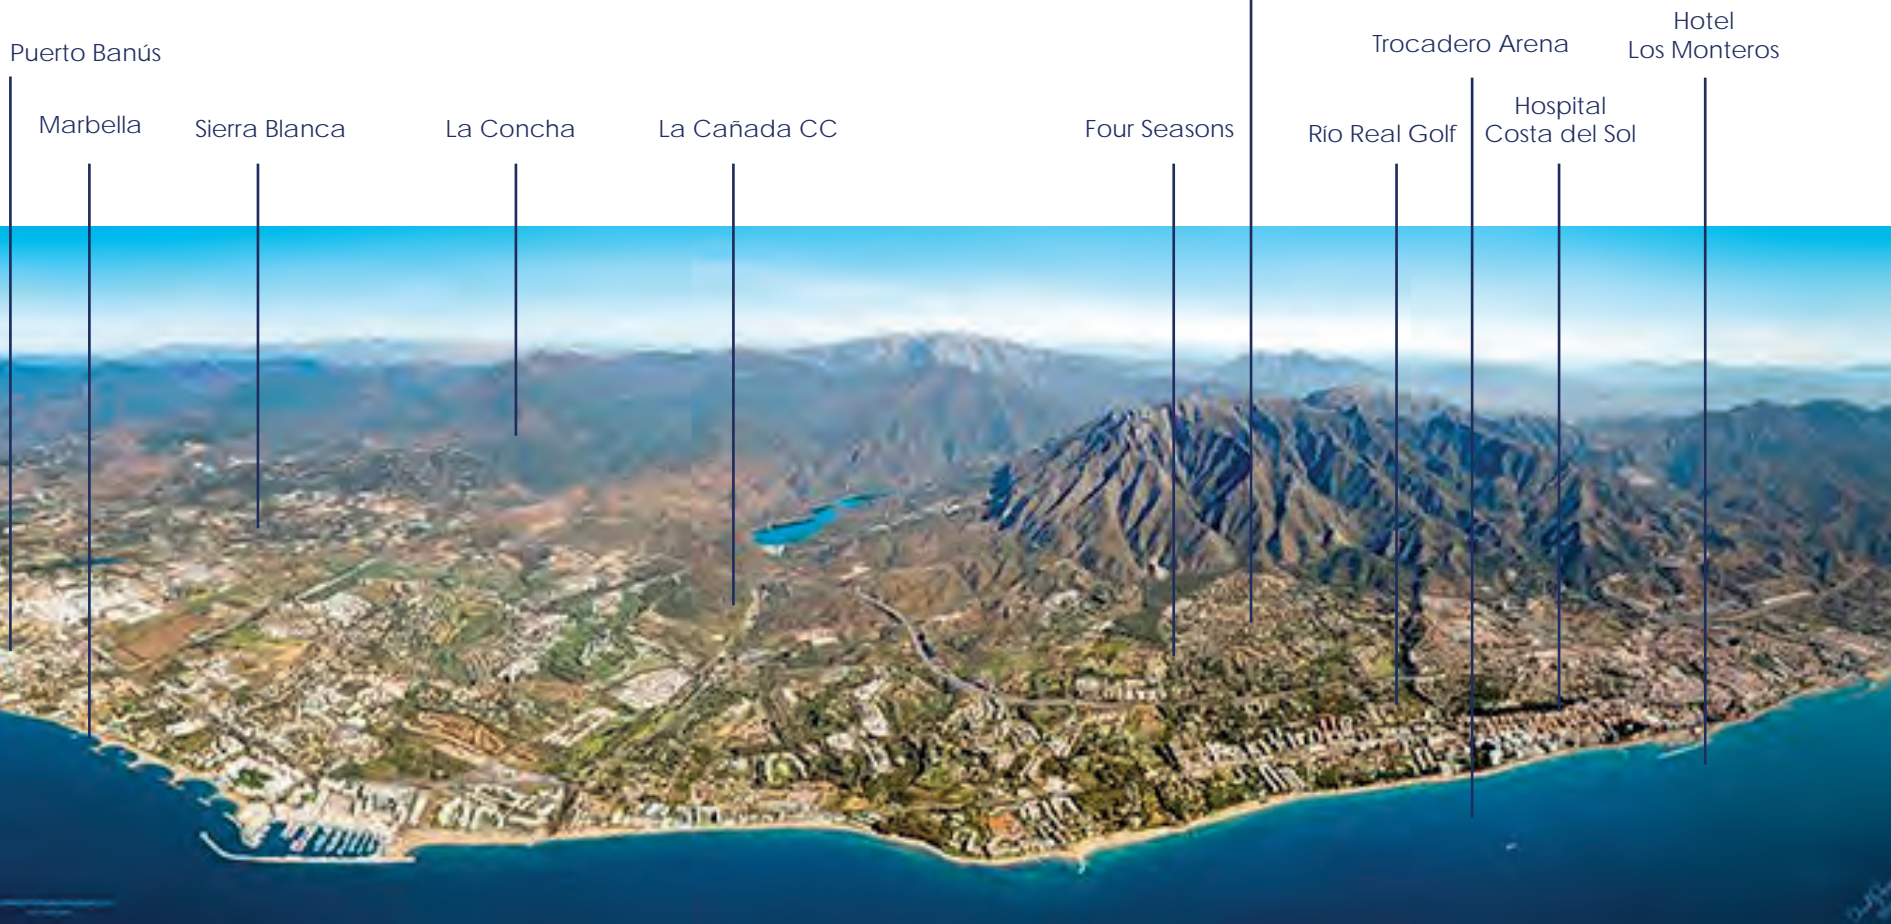 Puerto Banús
Marbella
Sierra Blanca
La Concha
La Cañada CC
Four Seasons
Río Real Golf
Trocadero Arena
Hospital
Costa del Sol
Hotel
Los Monteros